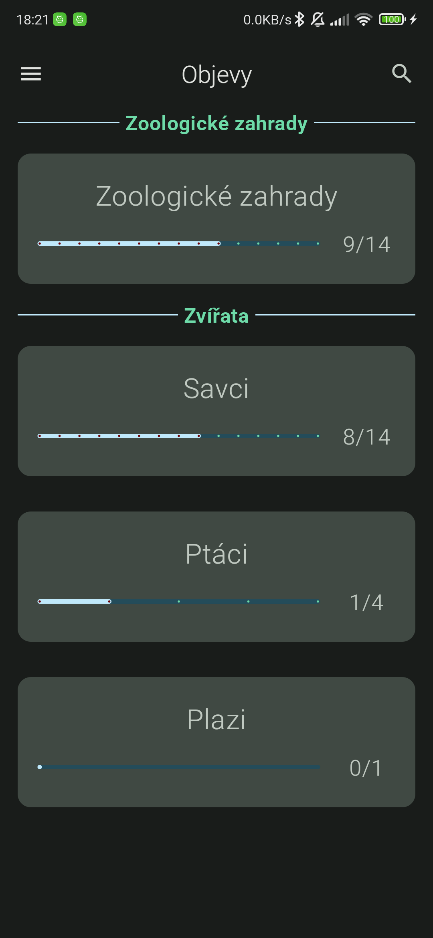 18:21 0.0KB/s 100
Objevy
Zoologické zahrady
Zoologické zahrady
9/14
Zvířata
Savci
8/14
Ptáci
1/4
Plazi
0/1